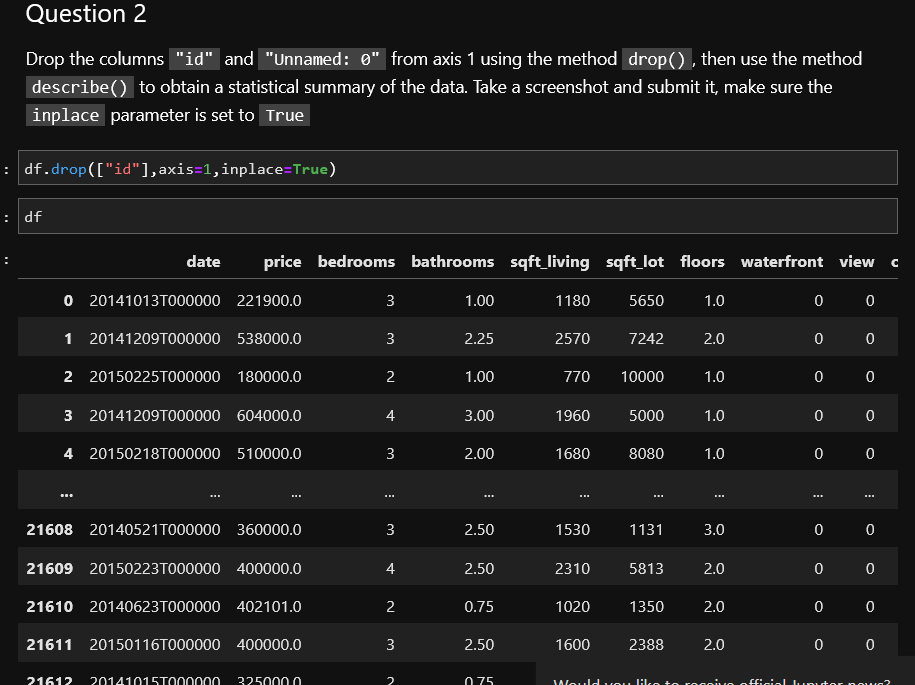 Question 2
Drop the columns "id" and "Unnamed: 0" from axis 1 using the method drop(), then use the method
describe() to obtain a statistical summary of the data. Take a screenshot and submit it, make sure the
inplace parameter is set to True
: df.drop(["id"],axis=1,inplace=True)
: df
:
date price bedrooms bathrooms sqft_living sqft_lot floors waterfront view c
0 20141013T000000 221900.0 3 1.00 1180 5650 1.0 0 0
1 20141209T000000 538000.0 3 2.25 2570 7242 2.0 0 0
2 20150225T000000 180000.0 2 1.00 770 10000 1.0 0 0
3 20141209T000000 604000.0 4 3.00 1960 5000 1.0 0 0
4 20150218T000000 510000.0 3 2.00 1680 8080 1.0 0 0
... ... ... ... ... ... ... ... ... ...
21608 20140521T000000 360000.0 3 2.50 1530 1131 3.0 0 0
21609 20150223T000000 400000.0 4 2.50 2310 5813 2.0 0 0
21610 20140623T000000 402101.0 2 0.75 1020 1350 2.0 0 0
21611 20150116T000000 400000.0 3 2.50 1600 2388 2.0 0 0
21612 20141015T000000 325000.0 2 0.75
Would you like to receive official Jupyter news?